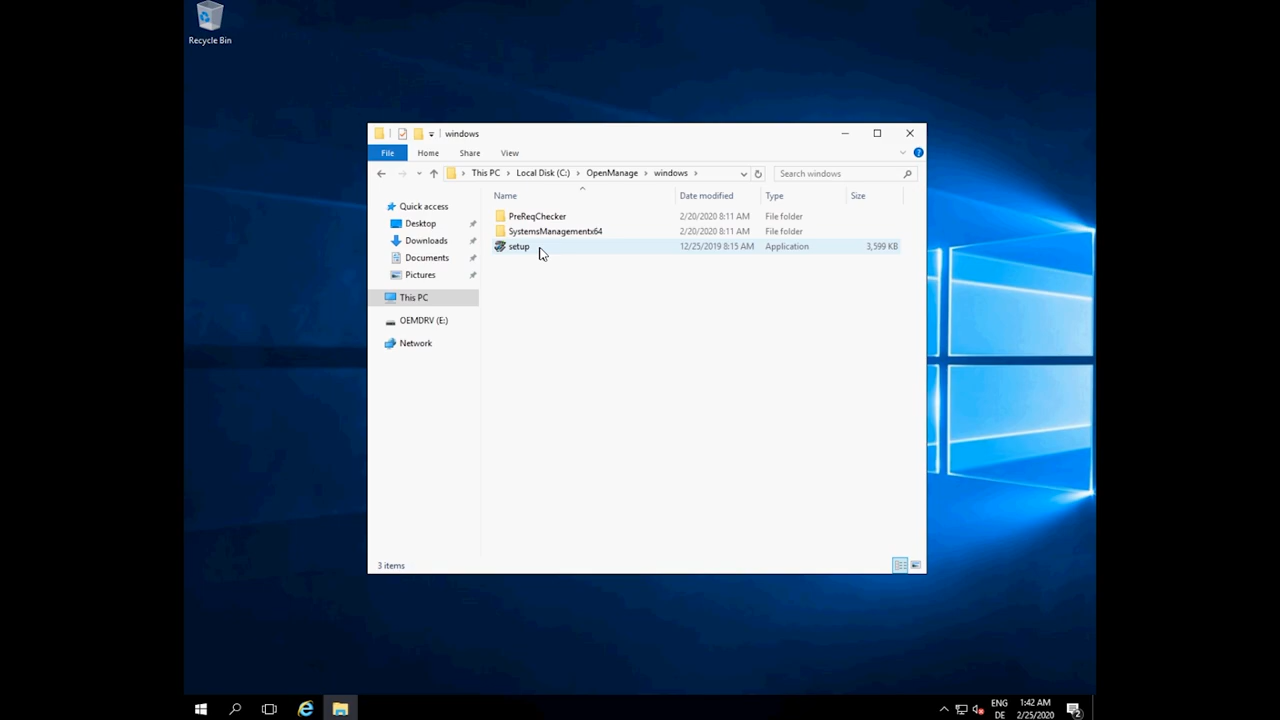 Recycle Bin
windows
File Home Share View
This PC Local Disk (C:) OpenManage windows Search windows
Name Date modified Type Size
Quick access
Desktop
Downloads
Documents
Pictures
This PC
OEMDRV (E:)
Network
PreReqChecker 2/20/2020 8:11 AM File folder
SystemsManagementx64 2/20/2020 8:11 AM File folder
setup 12/25/2019 8:15 AM Application 3,599 KB
3 items
ENG 1:42 AM
DE 2/25/2020
2